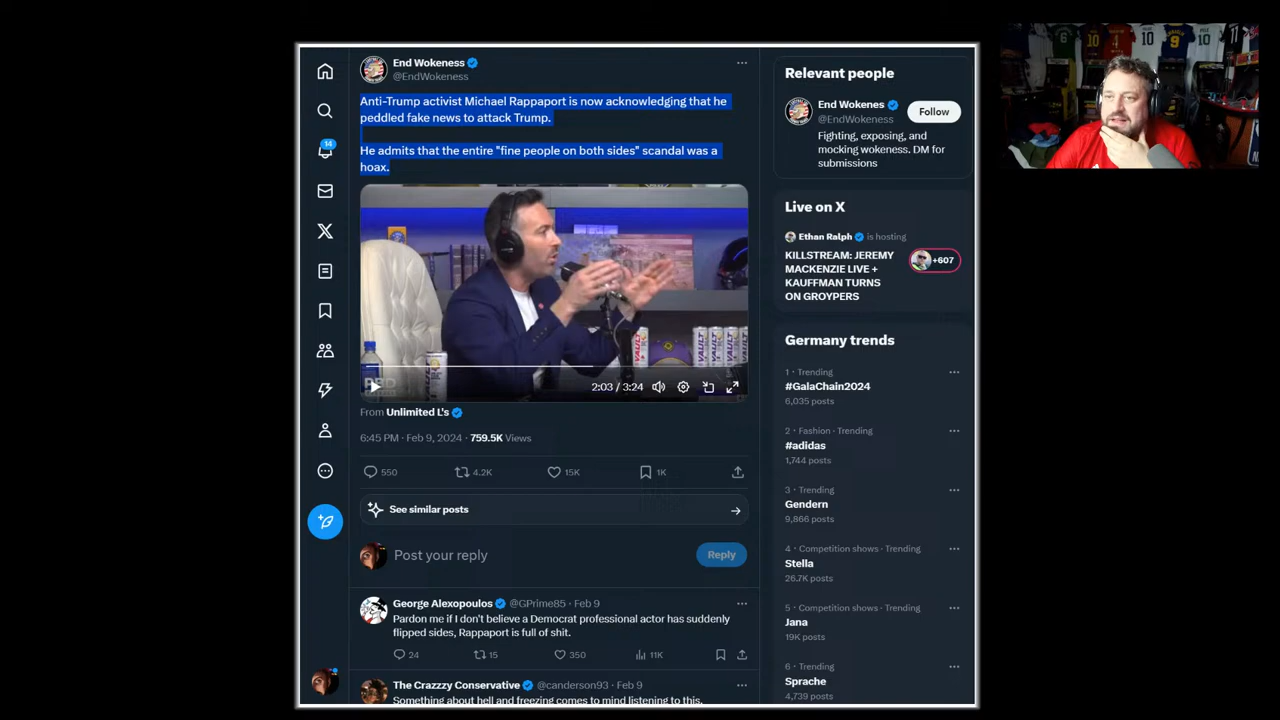 End Wokeness
@EndWokeness
Anti-Trump activist Michael Rappaport is now acknowledging that he
peddled fake news to attack Trump.
He admits that the entire "fine people on both sides" scandal was a
hoax.
2:03 / 3:24
From Unlimited L's
6:45 PM · Feb 9, 2024 · 759.5K Views
550
4.2K
15K
1K
See similar posts
Post your reply
Reply
George Alexopoulos @GPrime85 · Feb 9
Pardon me if I don't believe a Democrat professional actor has suddenly
flipped sides, Rappaport is full of shit.
24
15
350
11K
The Crazzzy Conservative @canderson93 · Feb 9
Something about hell and freezing comes to mind listening to this.
14
Relevant people
End Wokenes
@EndWokeness
Follow
Fighting, exposing, and
mocking wokeness. DM for
submissions
Live on X
Ethan Ralph is hosting
KILLSTREAM: JEREMY
MACKENZIE LIVE +
KAUFFMAN TURNS
ON GROYPERS
+607
Germany trends
1 · Trending
#GalaChain2024
6,035 posts
2 · Fashion · Trending
#adidas
1,744 posts
3 · Trending
Gendern
9,866 posts
4 · Competition shows · Trending
Stella
26.7K posts
5 · Competition shows · Trending
Jana
19K posts
6 · Trending
Sprache
4,739 posts